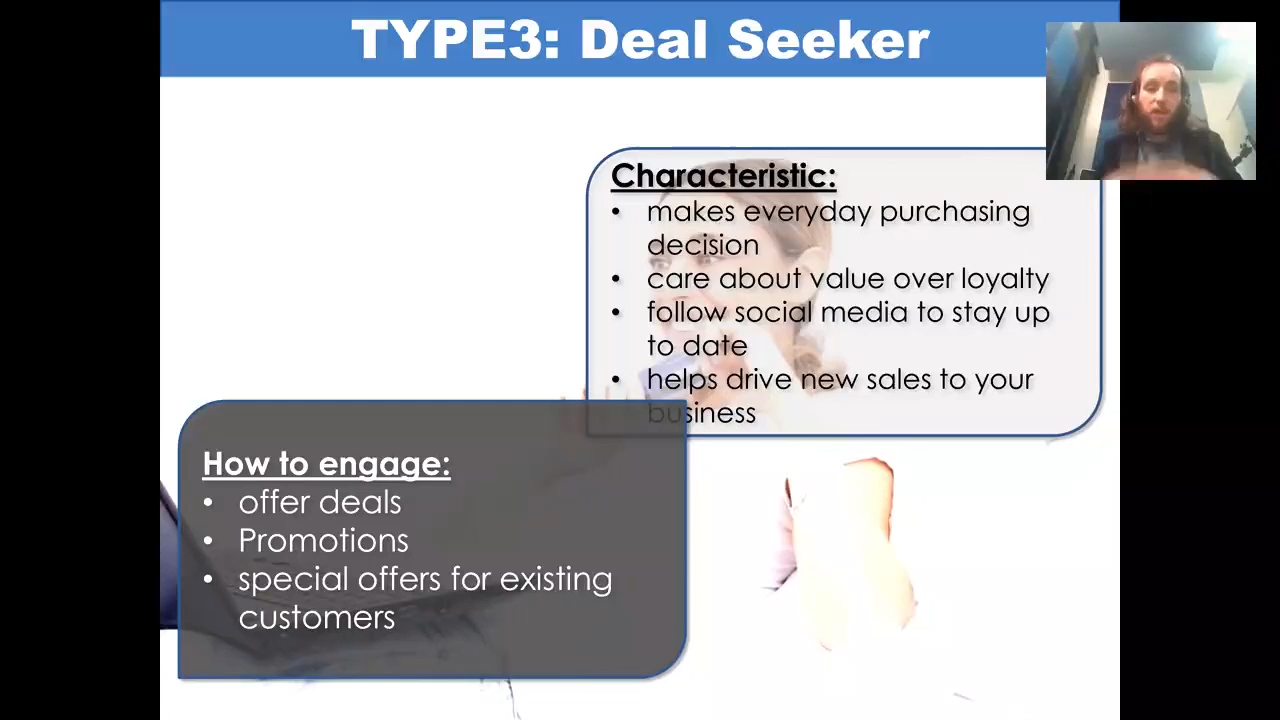 TYPE3: Deal Seeker
Characteristic:
• makes everyday purchasing
decision
• care about value over loyalty
• follow social media to stay up
to date
• helps drive new sales to your
business
How to engage:
• offer deals
• Promotions
• special offers for existing
customers